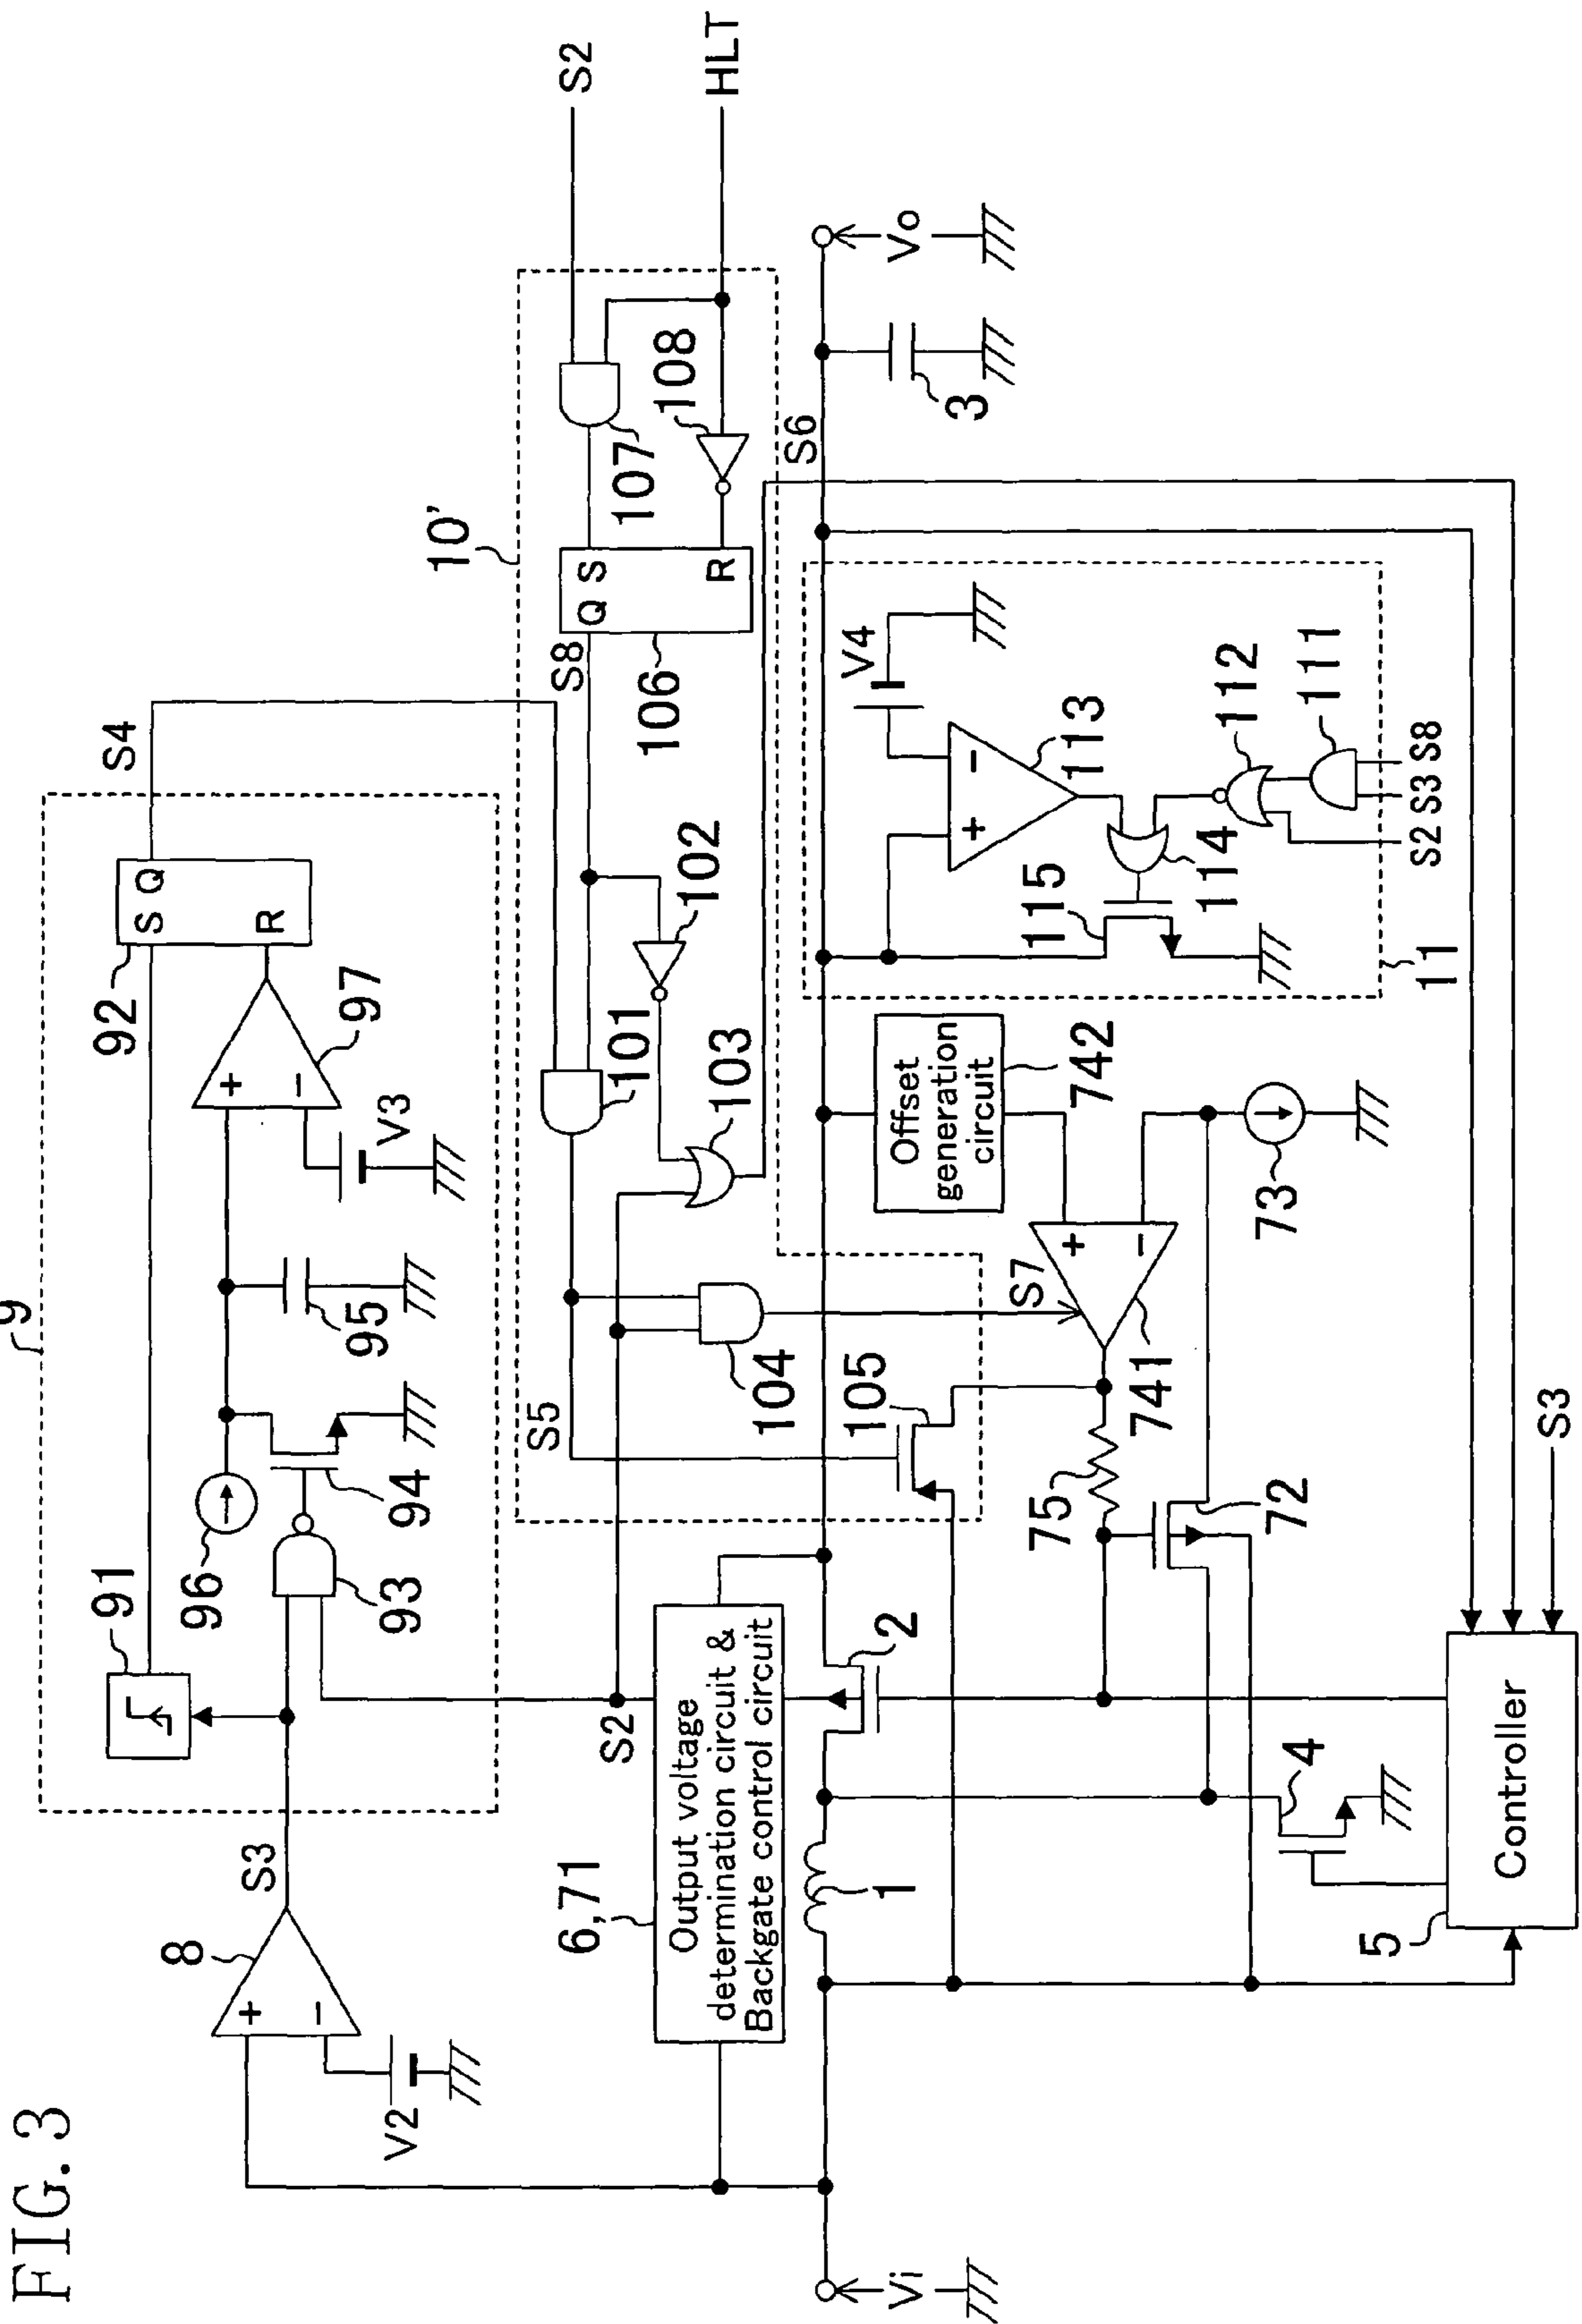 FIG. 3
9
91
92
S Q
R
S4
96
93
94
95
97
+
−
V3
8
S3
+
−
V2
10'
S2
HLT
S5
101
102
103
104
105
S8
106
Q S
R
107
108
S2
6,71
Output voltage
determination circuit &
Backgate control circuit
Vi
1
2
S6
3
Vo
Offset
generation
circuit
742
S7
+
−
741
75
72
73
V4
+
−
113
115
114
112
111
S2 S3 S8
11
4
5
Controller
S3